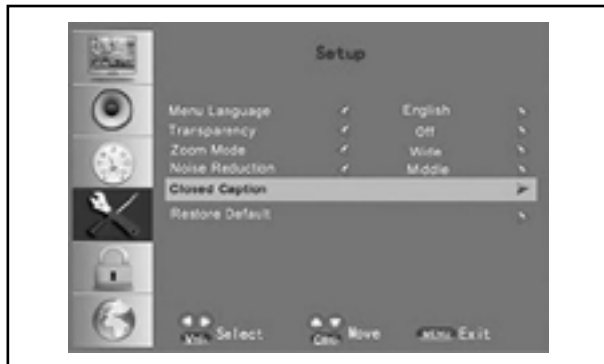 Setup
Menu Language English
Transparency Off
Zoom Mode Wide
Noise Reduction Middle
Closed Caption
Restore Default
Select Move MENU Exit